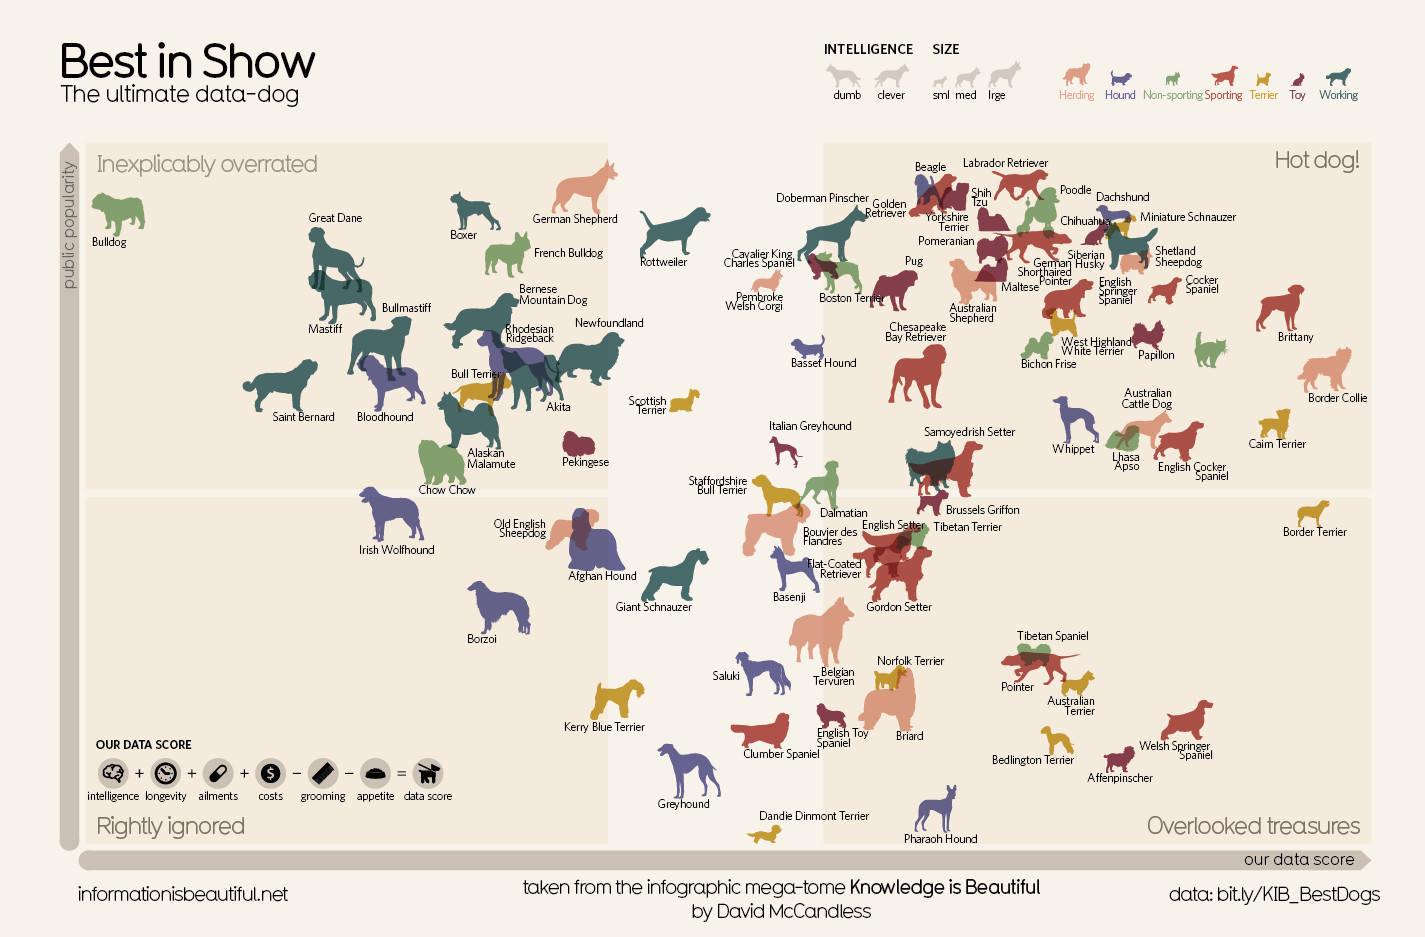 Best in Show
The ultimate data-dog
INTELLIGENCE
dumb
clever
SIZE
sml
med
lrge
Herding
Hound
Non-sporting
Sporting
Terrier
Toy
Working
public popularity
Inexplicably overrated
Hot dog!
Bulldog
Great Dane
Boxer
German Shepherd
French Bulldog
Rottweiler
Mastiff
Bullmastiff
Bernese
Mountain Dog
Rhodesian
Ridgeback
Newfoundland
Saint Bernard
Bloodhound
Bull Terrier
Akita
Alaskan
Malamute
Chow Chow
Pekingese
Scottish
Terrier
Doberman Pinscher
Cavalier King
Charles Spaniel
Pembroke
Welsh Corgi
Boston Terrier
Basset Hound
Beagle
Labrador Retriever
Golden
Retriever
Yorkshire
Terrier
Shih
Tzu
Poodle
Dachshund
Chihuahua
Miniature Schnauzer
Pomeranian
Pug
German
Shorthaired
Pointer
Siberian
Husky
Shetland
Sheepdog
Maltese
Australian
Shepherd
English
Springer
Spaniel
Cocker
Spaniel
Chesapeake
Bay Retriever
West Highland
White Terrier
Bichon Frise
Papillon
Brittany
Border Collie
Australian
Cattle Dog
Whippet
Lhasa
Apso
English Cocker
Spaniel
Cairn Terrier
Italian Greyhound
Samoyedrish Setter
Staffordshire
Bull Terrier
Dalmatian
Brussels Griffon
Irish Wolfhound
Old English
Sheepdog
Afghan Hound
Bouvier des
Flandres
English Setter
Tibetan Terrier
Border Terrier
Flat-Coated
Retriever
Basenji
Gordon Setter
Giant Schnauzer
Borzoi
Saluki
Belgian
Tervuren
Norfolk Terrier
Tibetan Spaniel
Pointer
Australian
Terrier
Kerry Blue Terrier
Clumber Spaniel
English Toy
Spaniel
Briard
Bedlington Terrier
Welsh Springer
Spaniel
Affenpinscher
Greyhound
Dandie Dinmont Terrier
Pharaoh Hound
OUR DATA SCORE
+ + + $ − − =
intelligence longevity ailments costs grooming appetite data score
Rightly ignored
Overlooked treasures
our data score
informationisbeautiful.net
taken from the infographic mega-tome Knowledge is Beautiful
by David McCandless
data: bit.ly/KIB_BestDogs